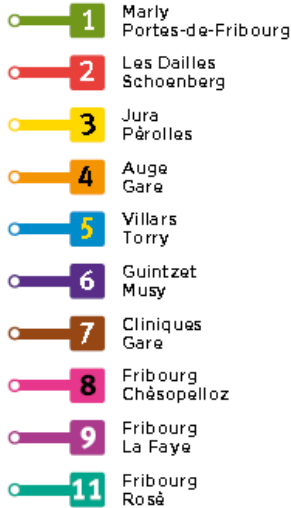 1 Marly
Portes-de-Fribourg
2 Les Dailles
Schoenberg
3 Jura
Pérolles
4 Auge
Gare
5 Villars
Torry
6 Guintzet
Musy
7 Cliniques
Gare
8 Fribourg
Chésopelloz
9 Fribourg
La Faye
11 Fribourg
Rosé